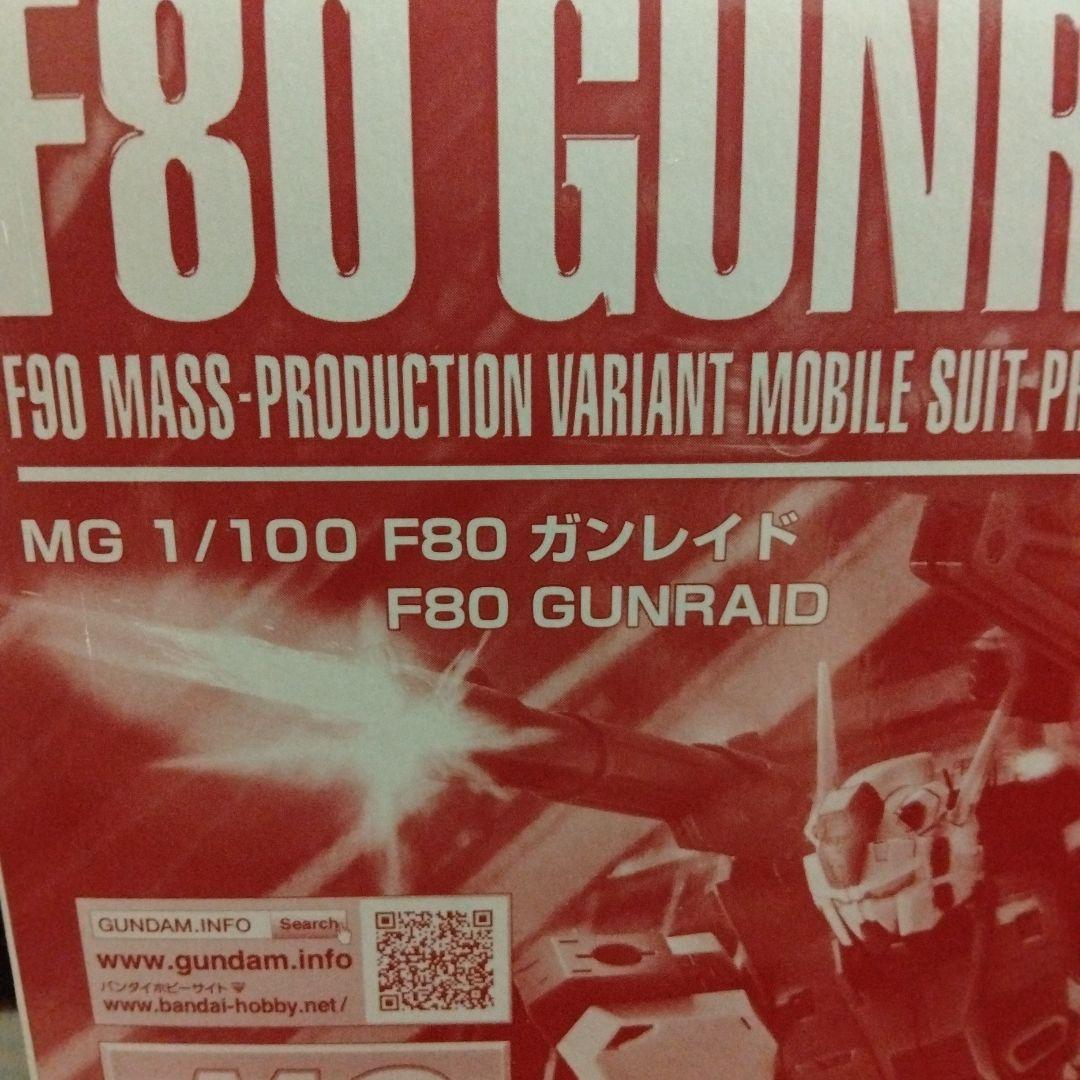 F80 GUNR
F90 MASS-PRODUCTION VARIANT MOBILE SUIT-PR
MG 1/100 F80 ガンレイド
F80 GUNRAID
GUNDAM.INFO Search
www.gundam.info
バンダイホビーサイト
www.bandai-hobby.net/